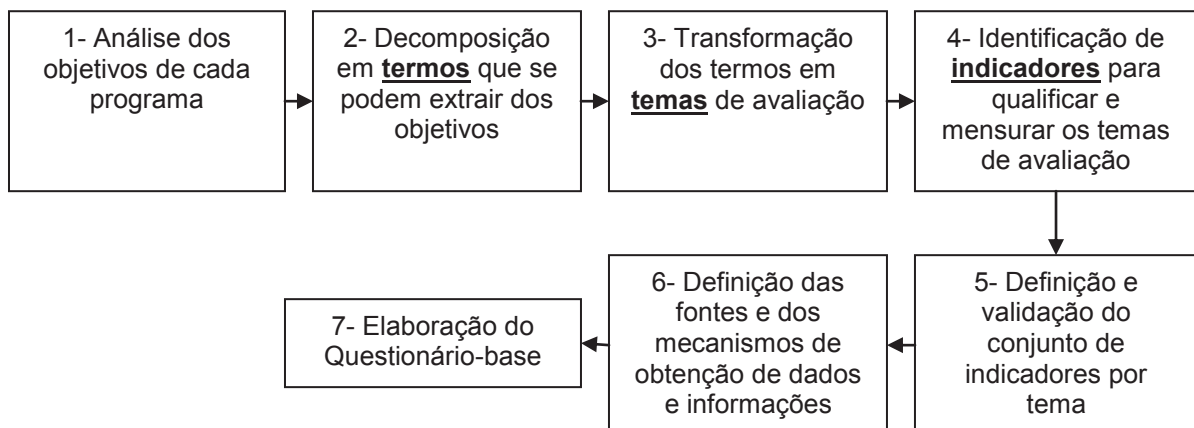 1- Análise dos
objetivos de cada
programa
2- Decomposição
em termos que se
podem extrair dos
objetivos
3- Transformação
dos termos em
temas de avaliação
4- Identificação de
indicadores para
qualificar e
mensurar os temas
de avaliação
5- Definição e
validação do
conjunto de
indicadores por
tema
6- Definição das
fontes e dos
mecanismos de
obtenção de dados
e informações
7- Elaboração do
Questionário-base